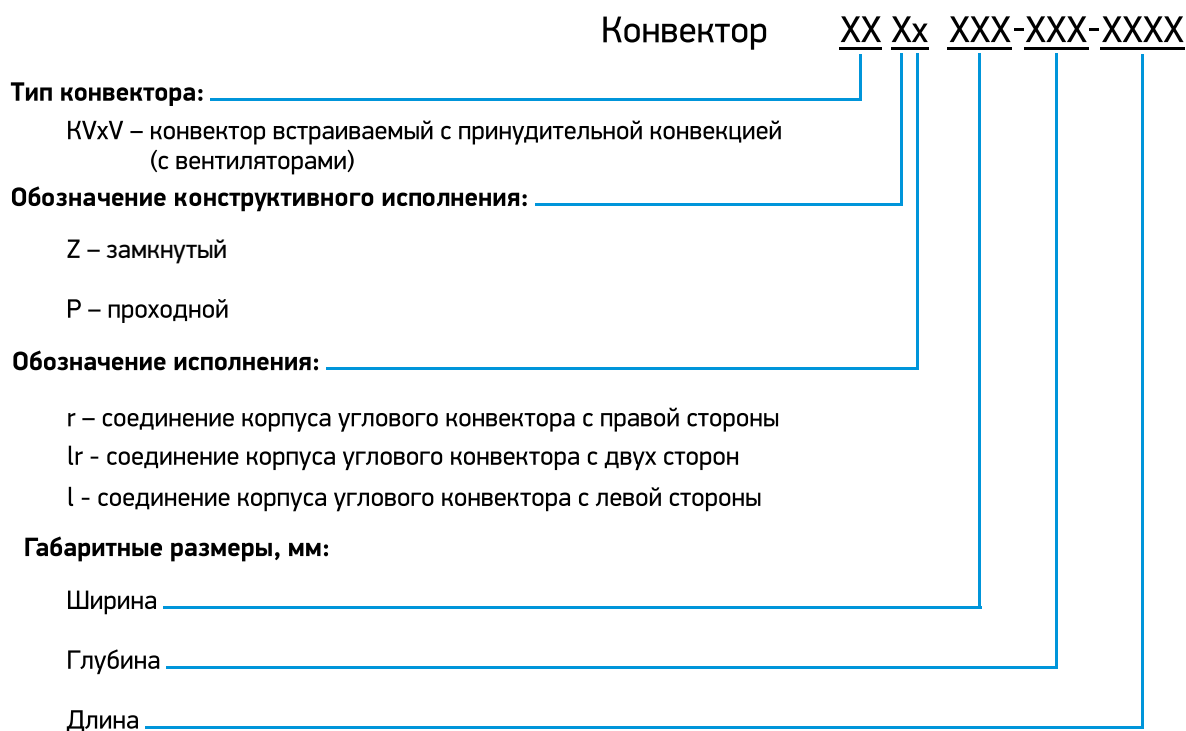 Конвектор XX Xx XXX-XXX-XXXX
Тип конвектора:
KVxV – конвектор встраиваемый с принудительной конвекцией
(с вентиляторами)
Обозначение конструктивного исполнения:
Z – замкнутый
P – проходной
Обозначение исполнения:
r – соединение корпуса углового конвектора с правой стороны
lr - соединение корпуса углового конвектора с двух сторон
l - соединение корпуса углового конвектора с левой стороны
Габаритные размеры, мм:
Ширина
Глубина
Длина